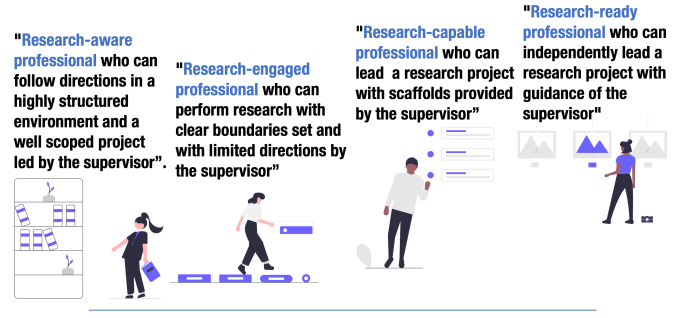 "Research-aware
professional who can
follow directions in a
highly structured
environment and a
well scoped project
led by the supervisor”.
"Research-engaged
professional who can
perform research with
clear boundaries set and
with limited directions by
the supervisor”
"Research-capable
professional who can
lead a research project
with scaffolds provided
by the supervisor”
"Research-ready
professional who can
independently lead a
research project with
guidance of the
supervisor"